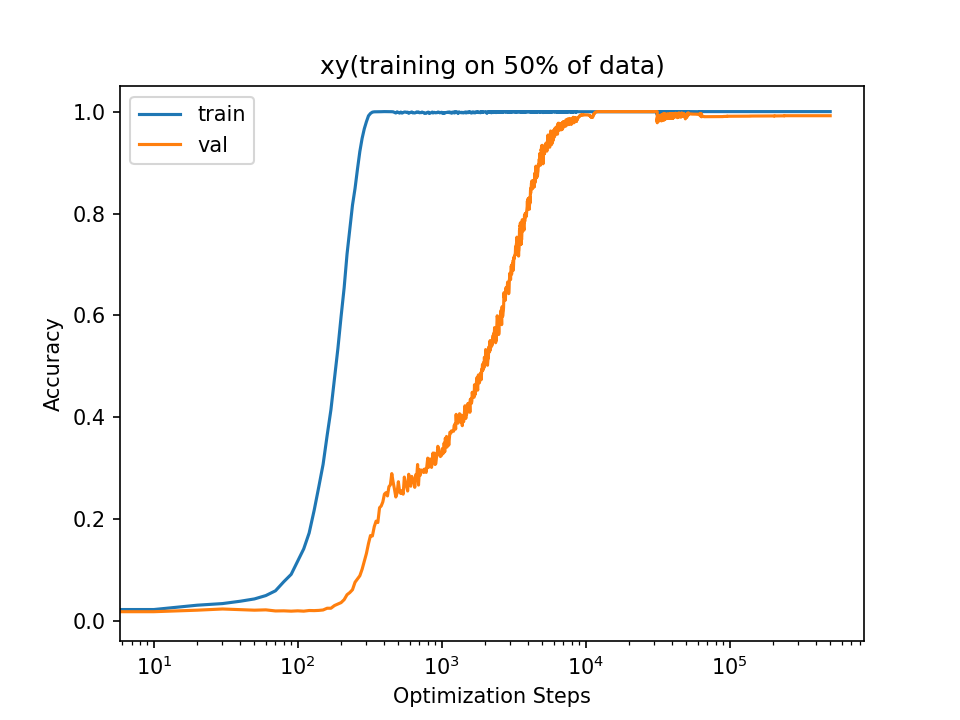 xy(training on 50% of data)
train
val
Accuracy
1.0
0.8
0.6
0.4
0.2
0.0
10¹ 10² 10³ 10⁴ 10⁵
Optimization Steps